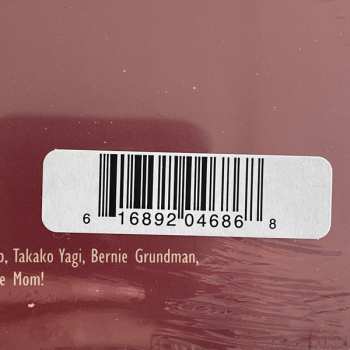 6 16892 04686 8
Takako Yagi, Bernie Grundman,
Mom!